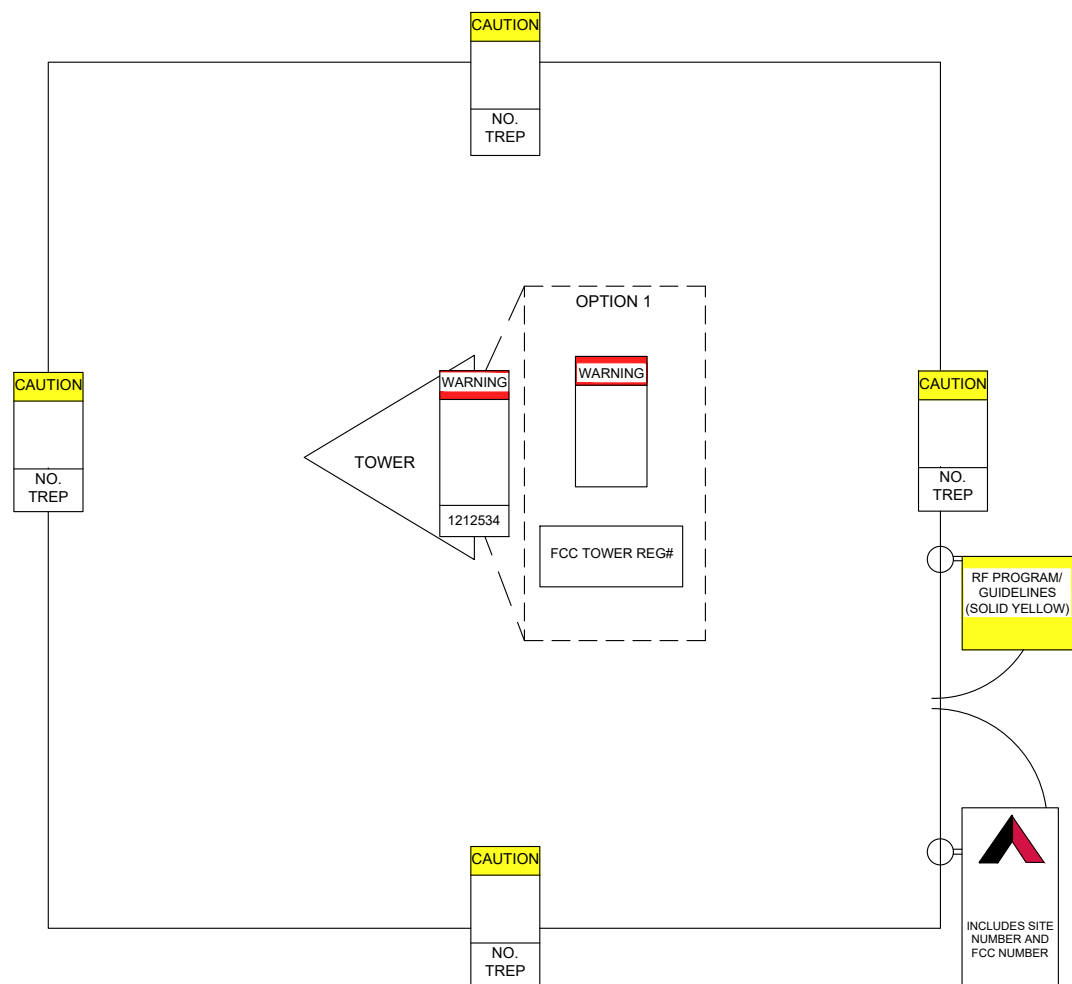 CAUTION
NO.
TREP
OPTION 1
WARNING
WARNING
CAUTION
NO.
TREP
TOWER
1212534
FCC TOWER REG#
CAUTION
NO.
TREP
RF PROGRAM/
GUIDELINES
(SOLID YELLOW)
CAUTION
NO.
TREP
INCLUDES SITE
NUMBER AND
FCC NUMBER